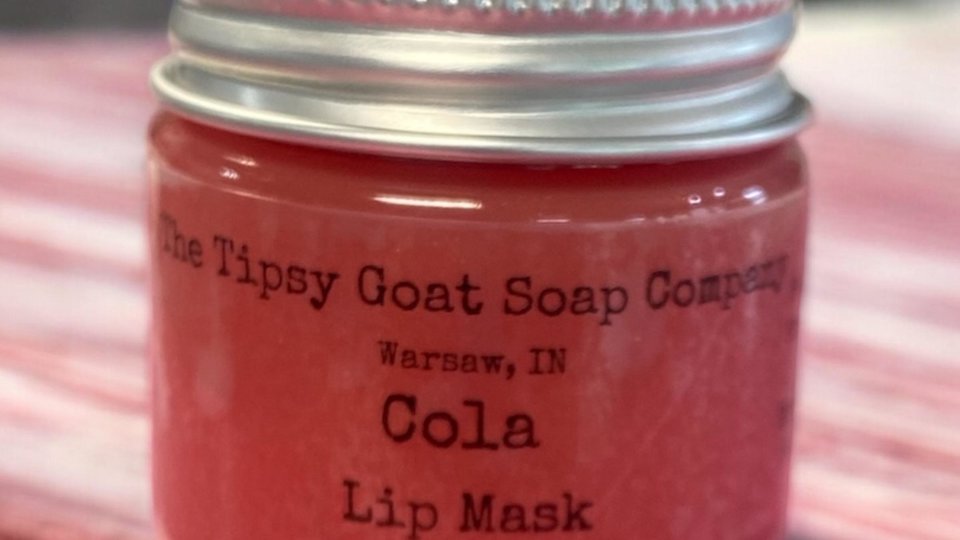 The Tipsy Goat Soap Company
Warsaw, IN
Cola
Lip Mask